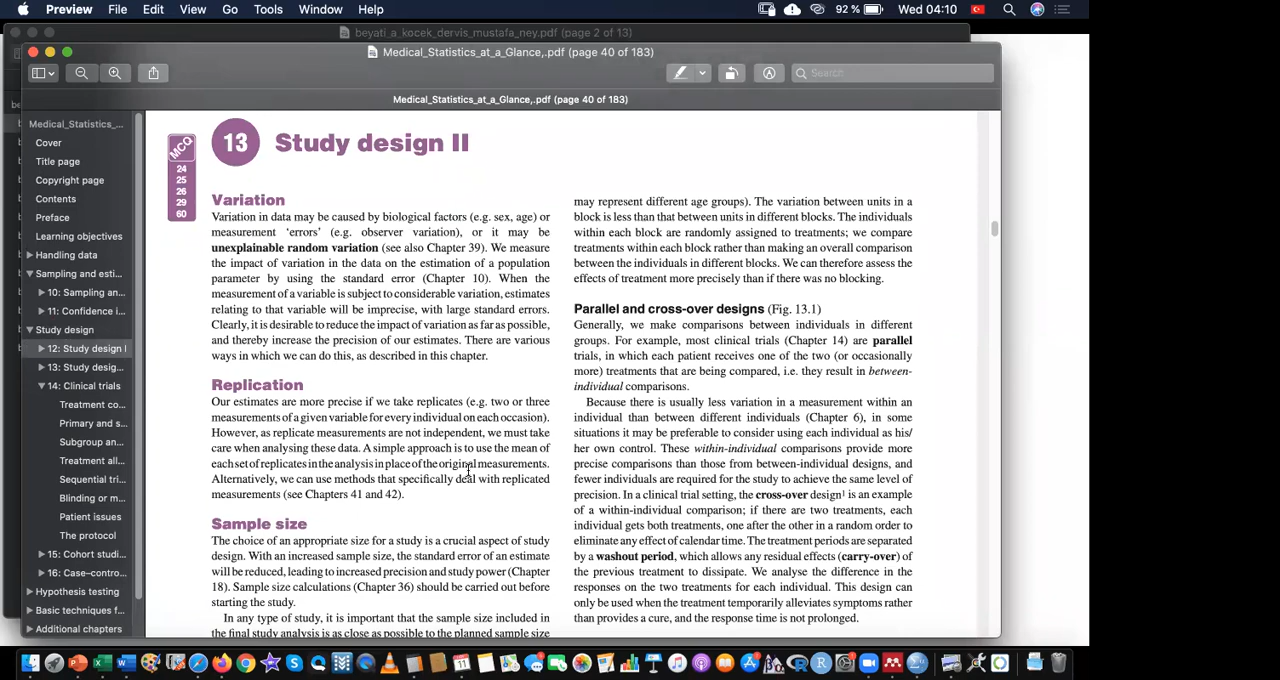 Preview File Edit View Go Tools Window Help 92 % Wed 04:10
beyati_a_kocek_dervis_mustafa_ney.pdf (page 2 of 13)
Medical_Statistics_at_a_Glance,.pdf (page 40 of 183)
Search
Medical_Statistics_at_a_Glance,.pdf (page 40 of 183)
Medical_Statistics_...
Cover
Title page
Copyright page
Contents
Preface
Learning objectives
Handling data
Sampling and esti...
10: Sampling an...
11: Confidence i...
Study design
12: Study design I
13: Study desig...
14: Clinical trials
Treatment co...
Primary and s...
Subgroup an...
Treatment all...
Sequential tri...
Blinding or m...
Patient issues
The protocol
15: Cohort studi...
16: Case–contro...
Hypothesis testing
Basic techniques f...
Additional chapters
MCQ
24
25
26
29
60
13 Study design II
Variation
Variation in data may be caused by biological factors (e.g. sex, age) or
measurement ‘errors’ (e.g. observer variation), or it may be
unexplainable random variation (see also Chapter 39). We measure
the impact of variation in the data on the estimation of a population
parameter by using the standard error (Chapter 10). When the
measurement of a variable is subject to considerable variation, estimates
relating to that variable will be imprecise, with large standard errors.
Clearly, it is desirable to reduce the impact of variation as far as possible,
and thereby increase the precision of our estimates. There are various
ways in which we can do this, as described in this chapter.
Replication
Our estimates are more precise if we take replicates (e.g. two or three
measurements of a given variable for every individual on each occasion).
However, as replicate measurements are not independent, we must take
care when analysing these data. A simple approach is to use the mean of
each set of replicates in the analysis in place of the original measurements.
Alternatively, we can use methods that specifically deal with replicated
measurements (see Chapters 41 and 42).
Sample size
The choice of an appropriate size for a study is a crucial aspect of study
design. With an increased sample size, the standard error of an estimate
will be reduced, leading to increased precision and study power (Chapter
18). Sample size calculations (Chapter 36) should be carried out before
starting the study.
In any type of study, it is important that the sample size included in
the final study analysis is as close as possible to the planned sample size
may represent different age groups). The variation between units in a
block is less than that between units in different blocks. The individuals
within each block are randomly assigned to treatments; we compare
treatments within each block rather than making an overall comparison
between the individuals in different blocks. We can therefore assess the
effects of treatment more precisely than if there was no blocking.
Parallel and cross-over designs (Fig. 13.1)
Generally, we make comparisons between individuals in different
groups. For example, most clinical trials (Chapter 14) are parallel
trials, in which each patient receives one of the two (or occasionally
more) treatments that are being compared, i.e. they result in between-
individual comparisons.
Because there is usually less variation in a measurement within an
individual than between different individuals (Chapter 6), in some
situations it may be preferable to consider using each individual as his/
her own control. These within-individual comparisons provide more
precise comparisons than those from between-individual designs, and
fewer individuals are required for the study to achieve the same level of
precision. In a clinical trial setting, the cross-over design¹ is an example
of a within-individual comparison; if there are two treatments, each
individual gets both treatments, one after the other in a random order to
eliminate any effect of calendar time. The treatment periods are separated
by a washout period, which allows any residual effects (carry-over) of
the previous treatment to dissipate. We analyse the difference in the
responses on the two treatments for each individual. This design can
only be used when the treatment temporarily alleviates symptoms rather
than provides a cure, and the response time is not prolonged.